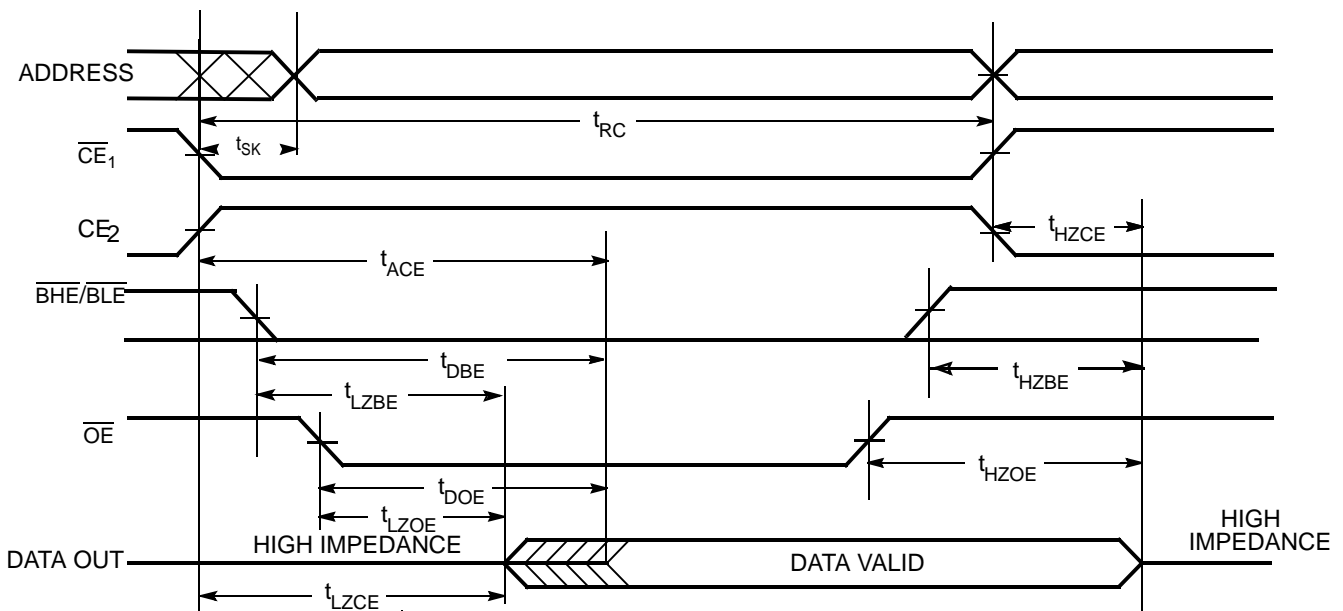 ADDRESS
tRC
tSK
CE1
CE2
tHZCE
tACE
BHE/BLE
tDBE
tHZBE
tLZBE
OE
tHZOE
tDOE
tLZOE
HIGH IMPEDANCE
HIGH
IMPEDANCE
DATA OUT
DATA VALID
tLZCE